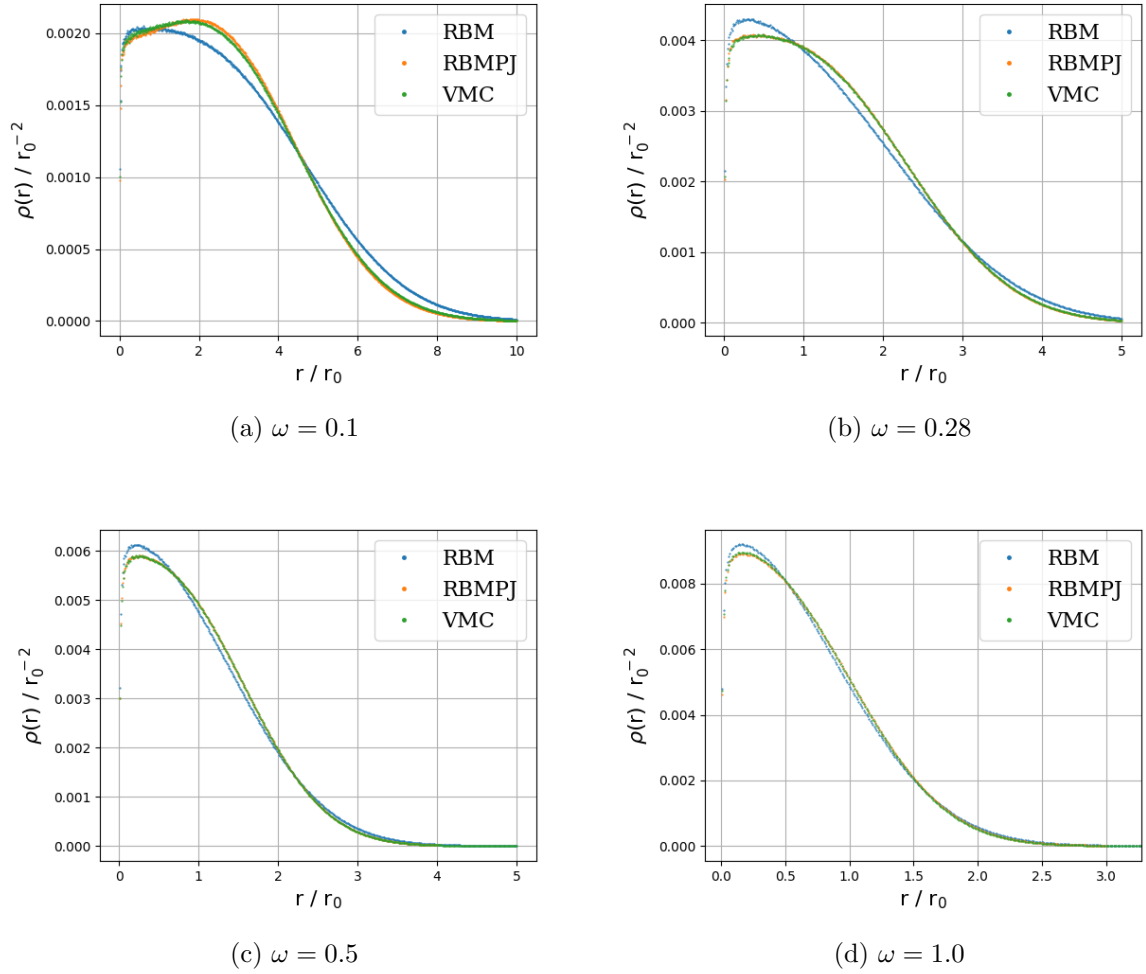 0.0020
0.0015
0.0010
0.0005
0.0000
ρ(r) / r₀⁻²
RBM
RBMPJ
VMC
0 2 4 6 8 10
r / r₀
(a) ω = 0.1
0.004
0.003
0.002
0.001
0.000
ρ(r) / r₀⁻²
RBM
RBMPJ
VMC
0 1 2 3 4 5
r / r₀
(b) ω = 0.28
0.006
0.005
0.004
0.003
0.002
0.001
0.000
ρ(r) / r₀⁻²
RBM
RBMPJ
VMC
0 1 2 3 4 5
r / r₀
(c) ω = 0.5
0.008
0.006
0.004
0.002
0.000
ρ(r) / r₀⁻²
RBM
RBMPJ
VMC
0.0 0.5 1.0 1.5 2.0 2.5 3.0
r / r₀
(d) ω = 1.0